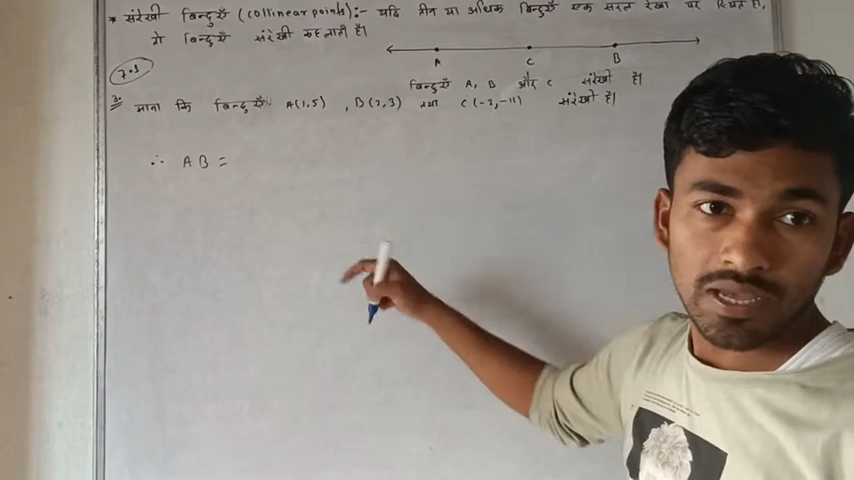 * संरेखी बिन्दुएँ (collinear points):- यदि तीन या अधिक बिन्दुएँ एक सरल रेखा पर स्थित हो,
तो बिन्दुएँ संरेखी कहलाती है।
A C B
बिन्दुएँ A, B और C संरेखी है।
7.1
3. माना कि बिन्दुएँ A(1,5) , B(2,3) तथा C(-2,-11) संरेखी है।
∴ AB =